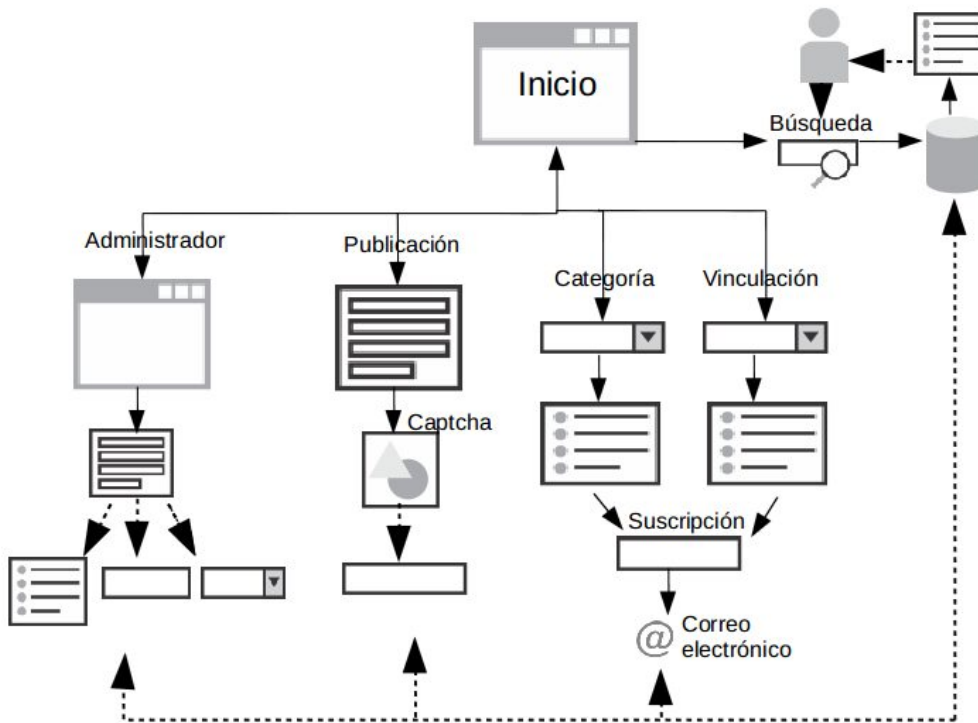 Inicio
Búsqueda
Administrador
Publicación
Categoría
Vinculación
Captcha
Suscripción
@ Correo
electrónico